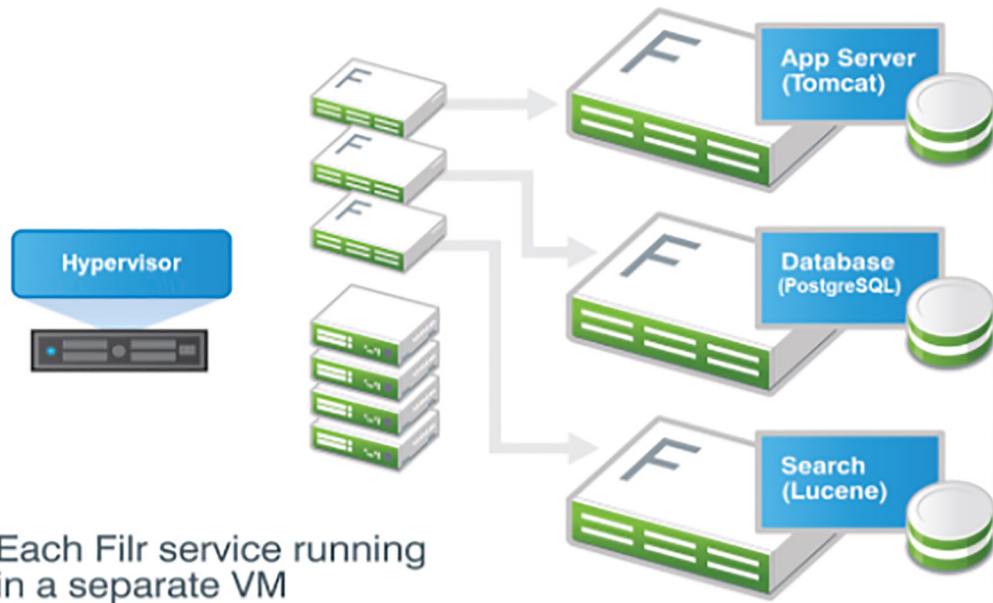 F
App Server
(Tomcat)
F
F
Hypervisor
F
Database
(PostgreSQL)
F
Search
(Lucene)
F
Each Filr service running
in a separate VM